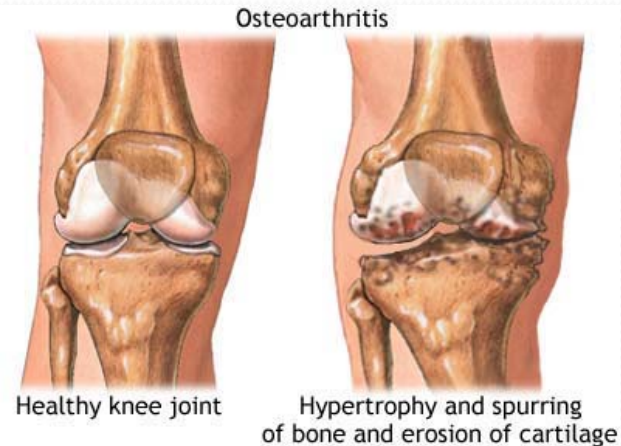 Osteoarthritis
Healthy knee joint
Hypertrophy and spurring
of bone and erosion of cartilage